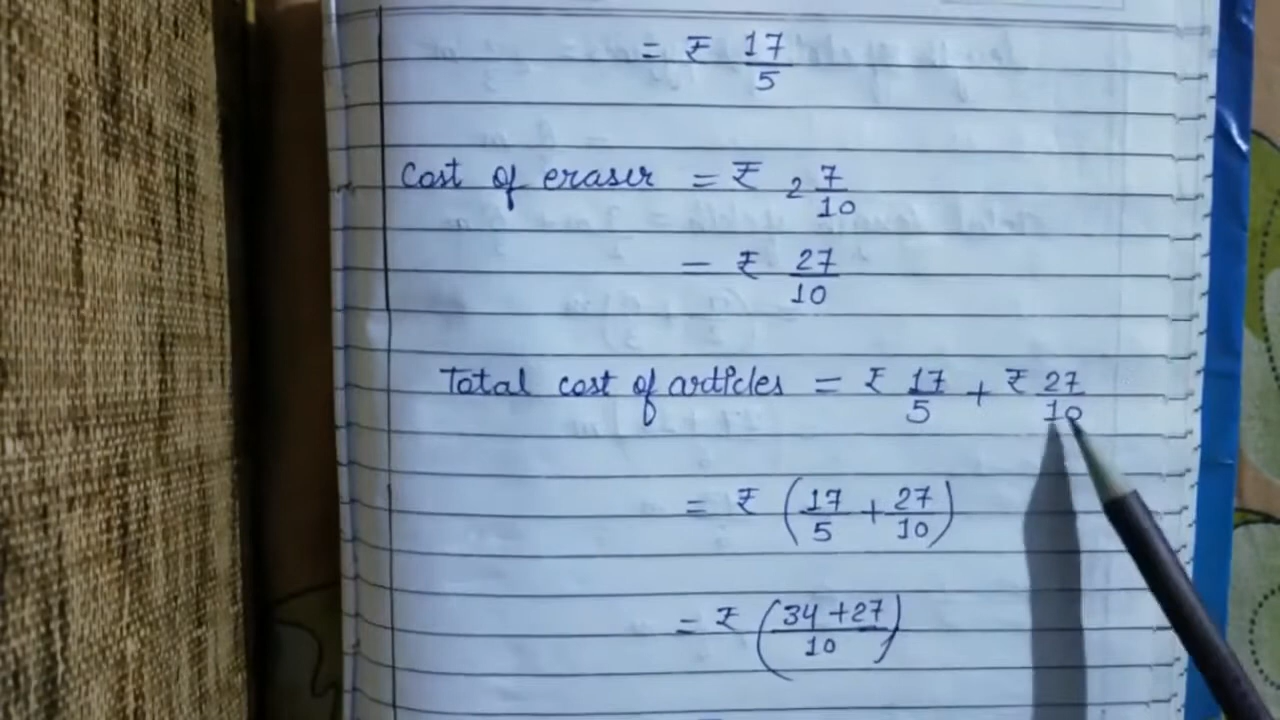 = ₹ 17/5
Cost of eraser = ₹ 2 7/10
- ₹ 27/10
Total cost of articles = ₹ 17/5 + ₹ 27/10
= ₹ (17/5 + 27/10)
= ₹ (34+27/10)